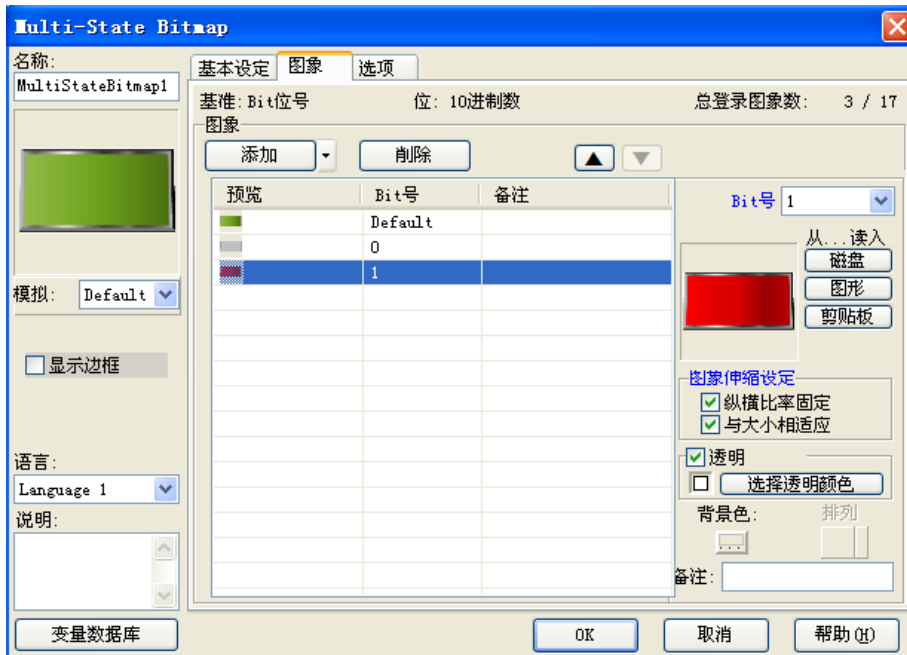 Multi-State Bitmap
名称:
MultiStateBitmap1
基本设定 图象 选项
基准: Bit位号 位: 10进制数 总登录图象数: 3 / 17
图象
添加 削除
预览 Bit号 备注
Default
0
1
Bit号 1
从...读入
磁盘
图形
剪贴板
模拟: Default
显示边框
图象伸缩设定
纵横比率固定
与大小相适应
透明
选择透明颜色
背景色: 排列
...
备注:
语言:
Language 1
说明:
变量数据库 OK 取消 帮助(H)